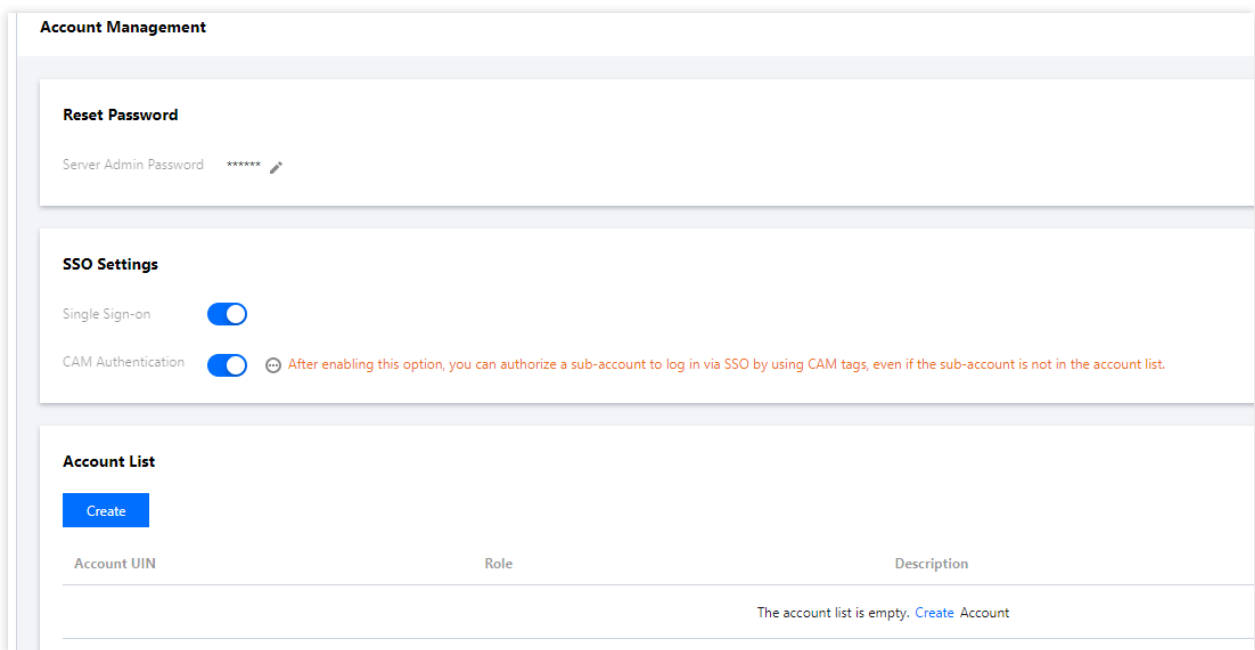 Account Management
Reset Password
Server Admin Password ******
SSO Settings
Single Sign-on
CAM Authentication After enabling this option, you can authorize a sub-account to log in via SSO by using CAM tags, even if the sub-account is not in the account list.
Account List
Create
Account UIN Role Description
The account list is empty. Create Account